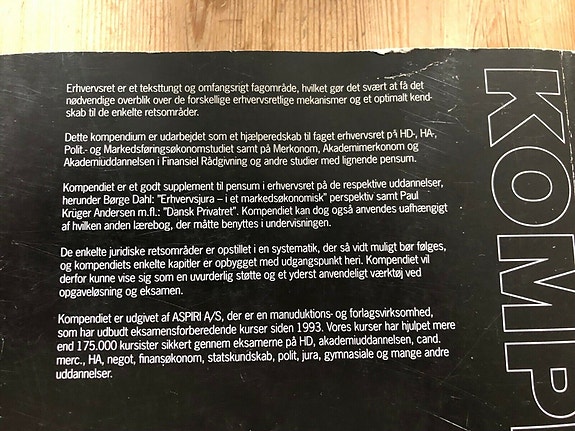 Erhvervsret er et teksttungt og omfangsrigt fagområde, hvilket gør det svært at få det
nødvendige overblik over de forskellige erhvervsretlige mekanismer og et optimalt kend-
skab til de enkelte retsområder.
Dette kompendium er udarbejdet som et hjælperedskab til faget erhvervsret på HD-, HA-,
Polit.- og Markedsføringsøkonomstudiet samt på Merkonom, Akademimerkonom og
Akademiuddannelsen i Finansiel Rådgivning og andre studier med lignende pensum.
Kompendiet er et godt supplement til pensum i erhvervsret på de respektive uddannelser,
herunder Børge Dahl: "Erhvervsjura – i et markedsøkonomisk" perspektiv samt Paul
Krüger Andersen m.fl.: "Dansk Privatret". Kompendiet kan dog også anvendes uafhængigt
af hvilken anden lærebog, der måtte benyttes i undervisningen.
De enkelte juridiske retsområder er opstillet i en systematik, der så vidt muligt bør følges,
og kompendiets enkelte kapitler er opbygget med udgangspunkt heri. Kompendiet vil
derfor kunne vise sig som en uvurderlig støtte og et yderst anvendeligt værktøj ved
opgaveløsning og eksamen.
Kompendiet er udgivet af ASPIRI A/S, der er en manuduktions- og forlagsvirksomhed,
som har udbudt eksamensforberedende kurser siden 1993. Vores kurser har hjulpet mere
end 175.000 kursister sikkert gennem eksamerne på HD, akademiuddannelsen, cand.
merc., HA, negot, finansøkonom, statskundskab, polit, jura, gymnasiale og mange andre
uddannelser.
KOMP